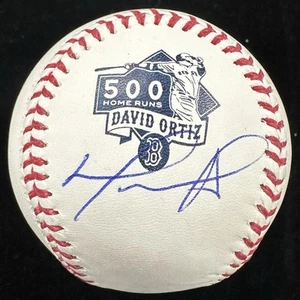 500
HOME RUNS
DAVID ORTIZ
B